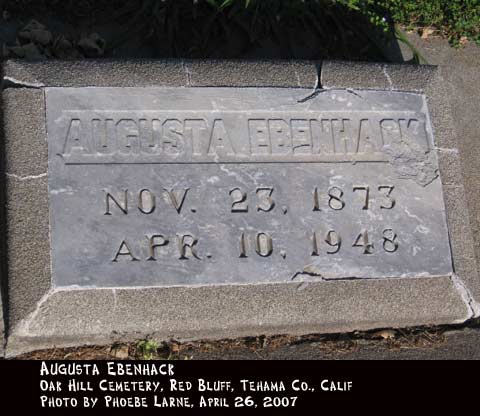 AUGUSTA EBENHACK
NOV. 23, 1873
APR. 10, 1948
Augusta Ebenhack
Oak Hill Cemetery, Red Bluff, Tehama Co., Calif
Photo by Phoebe Larne, April 26, 2007